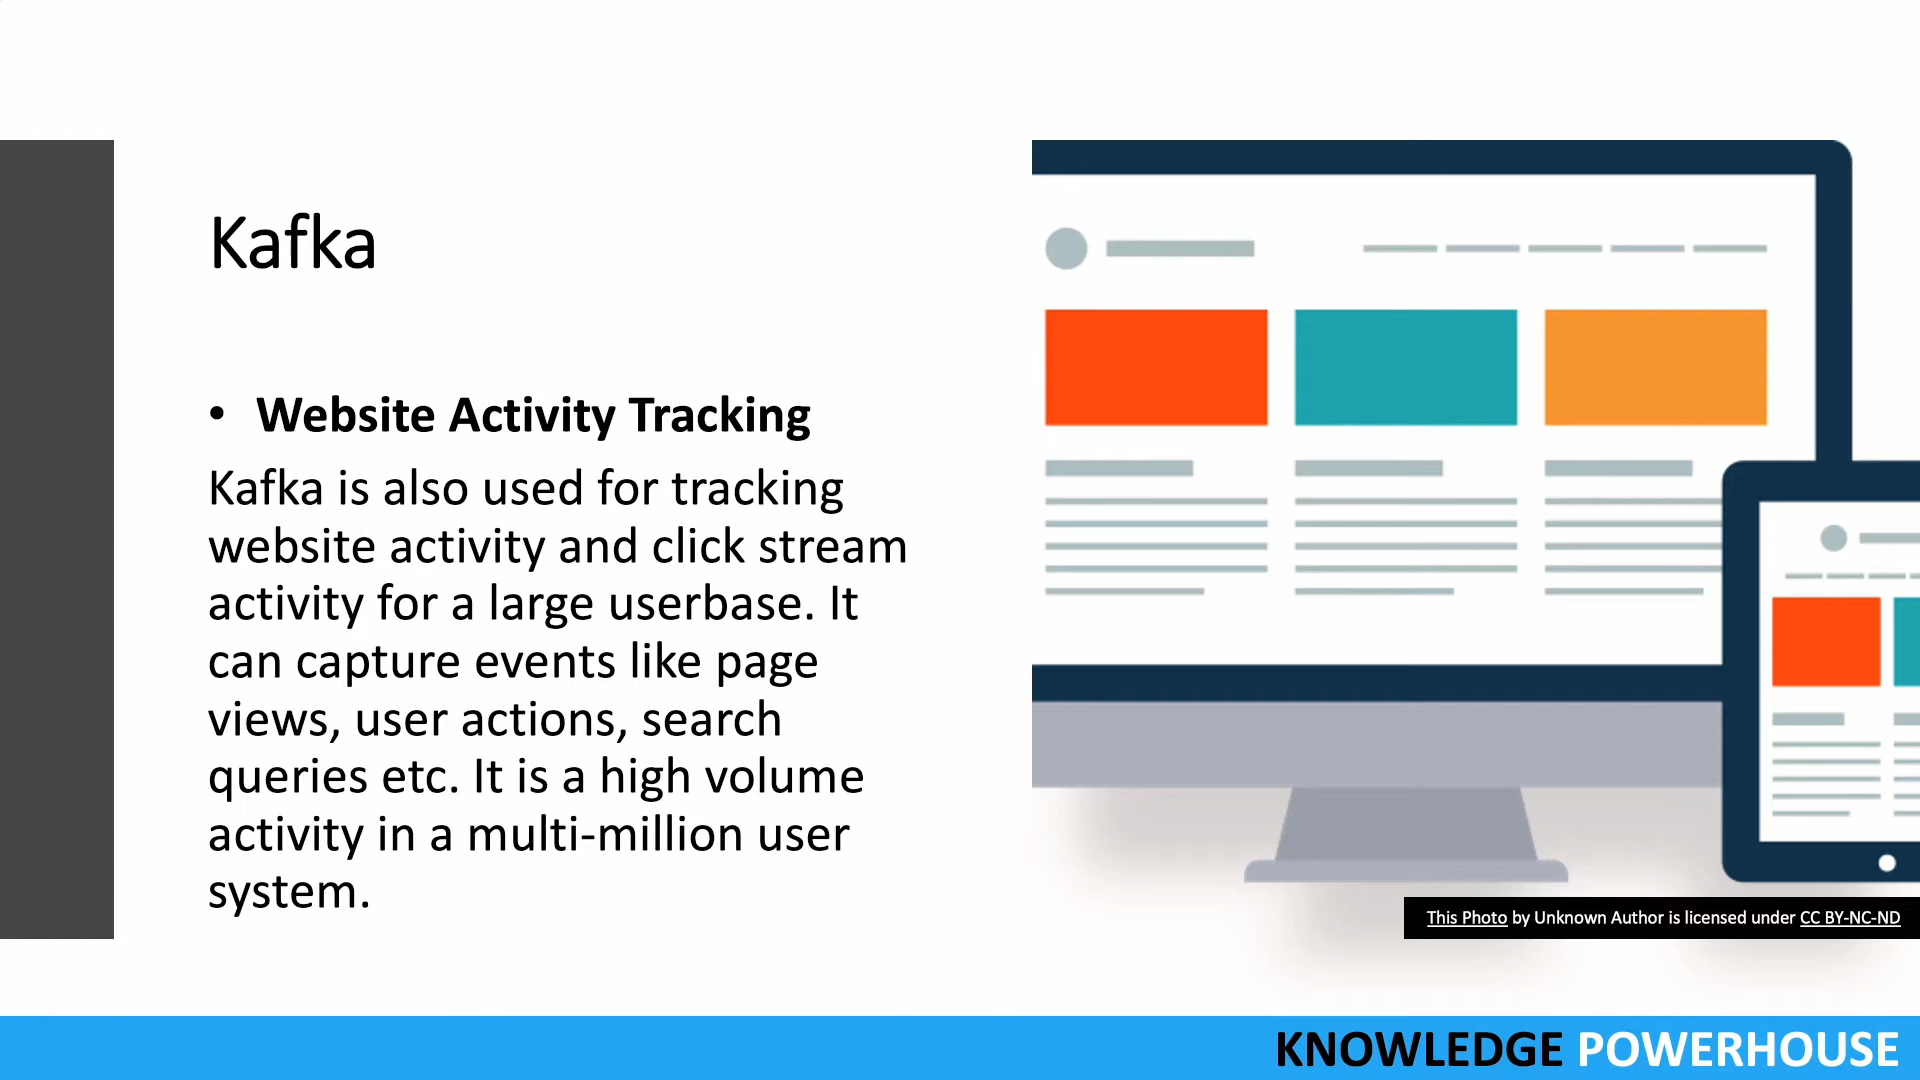 Kafka
• Website Activity Tracking
Kafka is also used for tracking
website activity and click stream
activity for a large userbase. It
can capture events like page
views, user actions, search
queries etc. It is a high volume
activity in a multi-million user
system.
This Photo by Unknown Author is licensed under CC BY-NC-ND
KNOWLEDGE POWERHOUSE